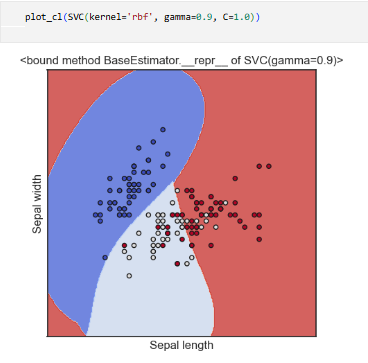 plot_cl(SVC(kernel='rbf', gamma=0.9, C=1.0))
<bound method BaseEstimator.__repr__ of SVC(gamma=0.9)>
Sepal width
Sepal length